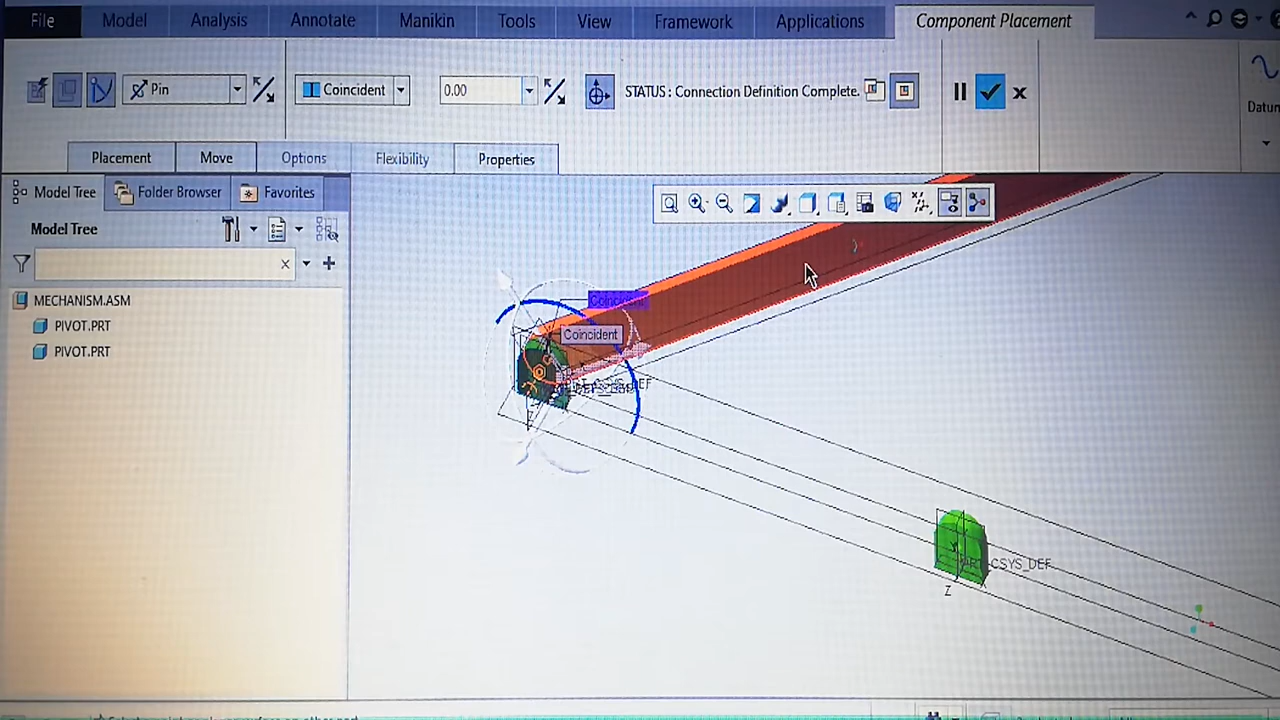 File Model Analysis Annotate Manikin Tools View Framework Applications Component Placement
Pin Coincident 0.00 STATUS : Connection Definition Complete.
Datum
Placement Move Options Flexibility Properties
Model Tree Folder Browser Favorites
Model Tree
MECHANISM.ASM
PIVOT.PRT
PIVOT.PRT
Coincident
Coincident
CSYS_DEF
Z